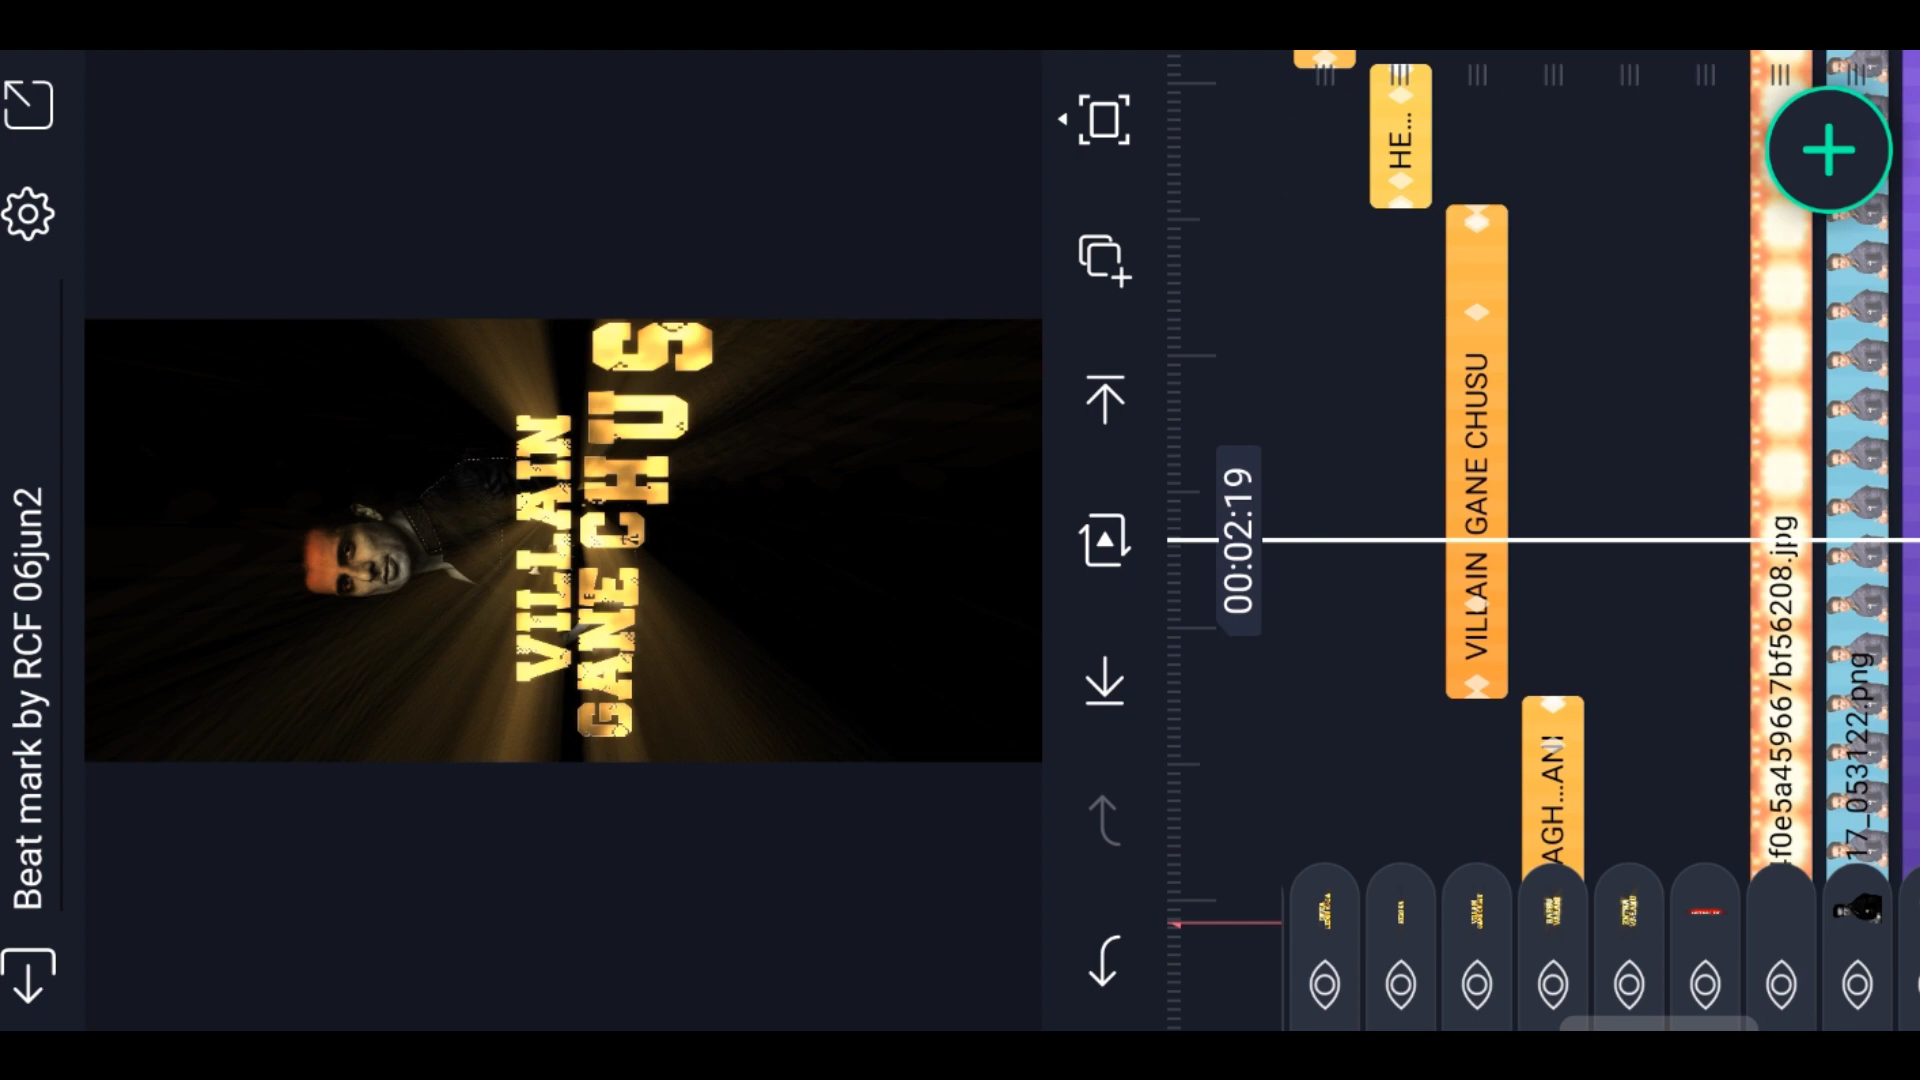 Beat mark by RCF 06jun2
VILLAIN
GANE CHUS
00:02:19
HE...
VILLAIN GANE CHUSU
AGH...AN!
f0e5a459667bf56208.jpg
17_053122.png